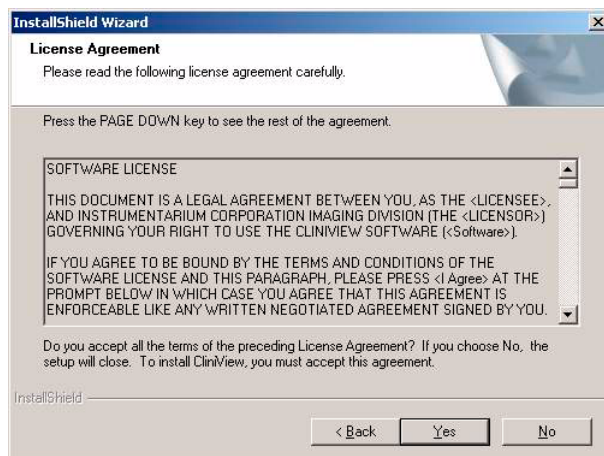 InstallShield Wizard
License Agreement
Please read the following license agreement carefully.
Press the PAGE DOWN key to see the rest of the agreement.
SOFTWARE LICENSE
THIS DOCUMENT IS A LEGAL AGREEMENT BETWEEN YOU, AS THE <LICENSEE>,
AND INSTRUMENTARIUM CORPORATION IMAGING DIVISION (THE <LICENSOR>)
GOVERNING YOUR RIGHT TO USE THE CLINIVIEW SOFTWARE (<Software>).
IF YOU AGREE TO BE BOUND BY THE TERMS AND CONDITIONS OF THE
SOFTWARE LICENSE AND THIS PARAGRAPH, PLEASE PRESS <I Agree> AT THE
PROMPT BELOW IN WHICH CASE YOU AGREE THAT THIS AGREEMENT IS
ENFORCEABLE LIKE ANY WRITTEN NEGOTIATED AGREEMENT SIGNED BY YOU.
Do you accept all the terms of the preceding License Agreement? If you choose No, the
setup will close. To install CliniView, you must accept this agreement.
InstallShield
< Back Yes No